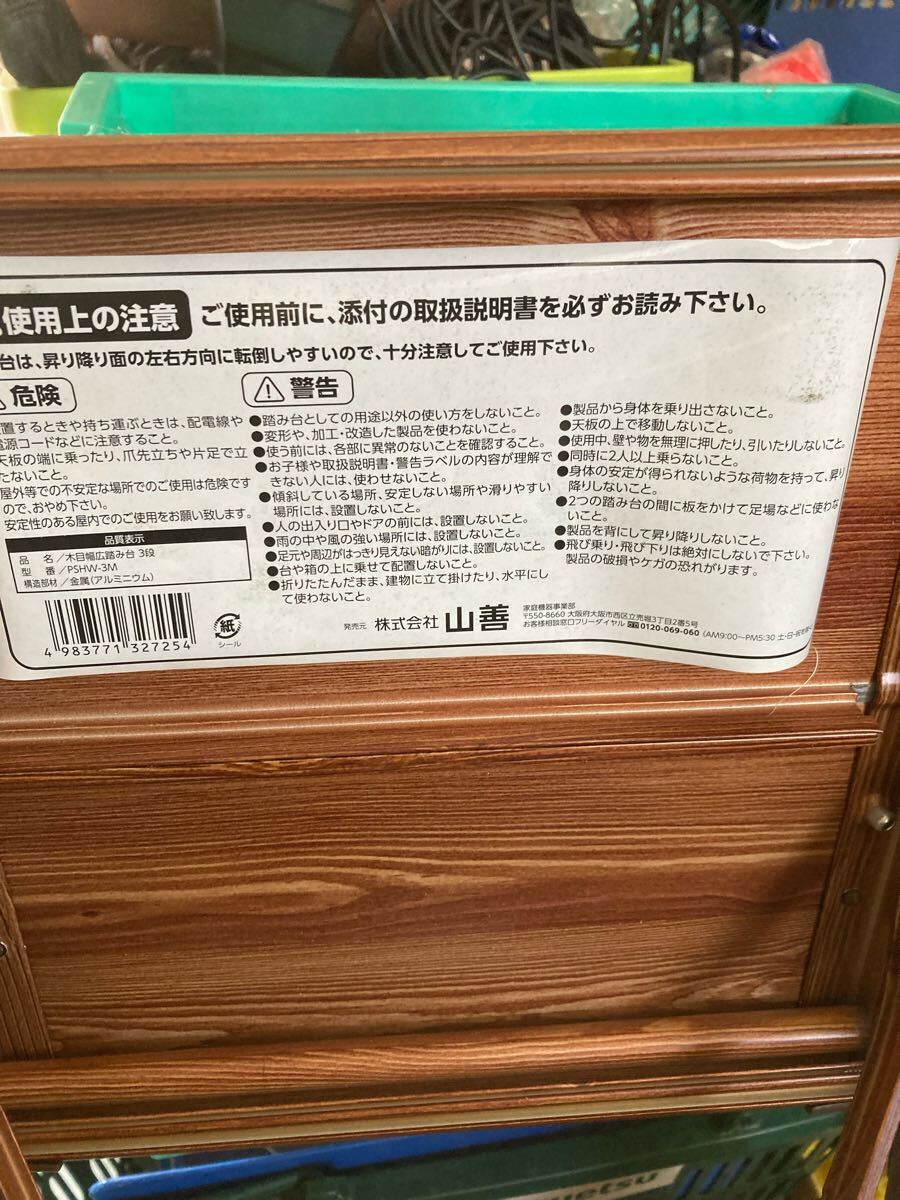 使用上の注意 ご使用前に、添付の取扱説明書を必ずお読み下さい。
台は、昇り降り面の左右方向に転倒しやすいので、十分注意してご使用下さい。
危険
置するときや持ち運ぶときは、配電線や
電源コードなどに注意すること。
天板の端に乗ったり、爪先立ちや片足で立
たないこと。
屋外等での不安定な場所でのご使用は危険です
ので、おやめ下さい。
安定性のある屋内でのご使用をお願い致します。
品質表示
品 名/木目幅広踏み台 3段
型 番/PSHW-3M
構造部材/金属(アルミニウム)
4 983771 327254
紙
シール
警告
●踏み台としての用途以外の使い方をしないこと。
●変形や、加工・改造した製品を使わないこと。
●使う前には、各部に異常のないことを確認すること。
●お子様や取扱説明書・警告ラベルの内容が理解で
きない人には、使わせないこと。
●傾斜している場所、安定しない場所や滑りやすい
場所には、設置しないこと。
●人の出入り口やドアの前には、設置しないこと。
●雨の中や風の強い場所には、設置しないこと。
●足元や周辺がはっきり見えない暗がりには、設置しないこと。
●台や箱の上に乗せて配置しないこと。
●折りたたんだまま、建物に立て掛けたり、水平にし
て使わないこと。
●製品から身体を乗り出さないこと。
●天板の上で移動しないこと。
●使用中、壁や物を無理に押したり、引いたりしないこと。
●同時に2人以上乗らないこと。
●身体の安定が得られないような荷物を持って、昇り
降りしないこと。
●2つの踏み台の間に板をかけて足場などに使わな
いこと。
●製品を背にして昇り降りしないこと。
●飛び乗り・飛び下りは絶対にしないで下さい。
製品の破損やケガの恐れがります。
発売元 株式会社 山善
家庭機器事業部
〒550-8660 大阪府大阪市西区立売堀3丁目2番5号
お客様相談窓口フリーダイヤル 0120-069-060 (AM9:00〜PM5:30 土・日・祝
uetsu